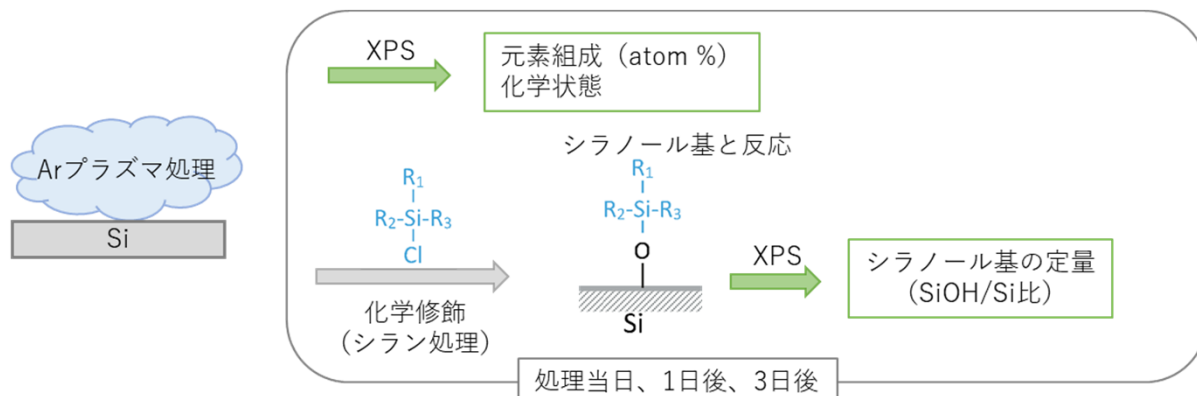 Arプラズマ処理
Si
XPS
元素組成（atom %）
化学状態
R1
R2-Si-R3
Cl
化学修飾
（シラン処理）
シラノール基と反応
R1
R2-Si-R3
O
Si
XPS
シラノール基の定量
（SiOH/Si比）
処理当日、1日後、3日後